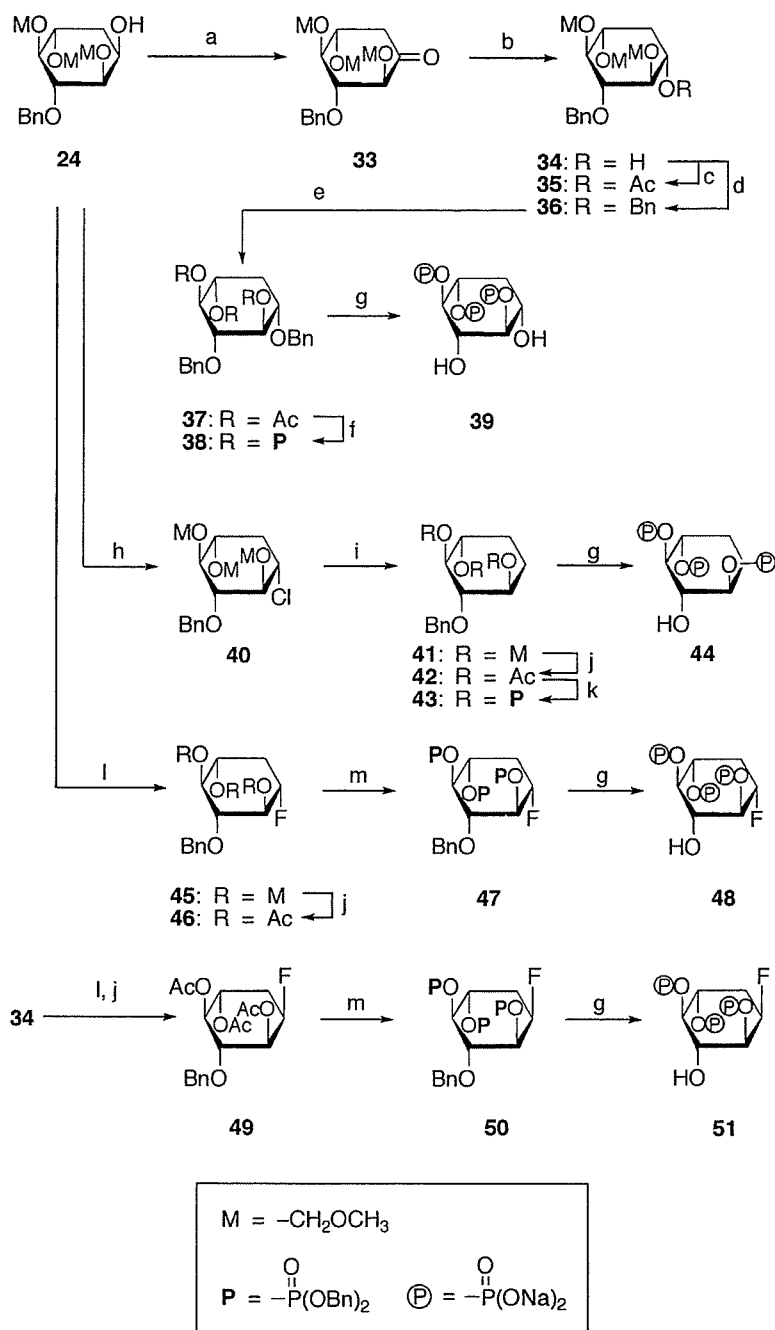 MO OH a MO b MO
OM MO OM MO O OM MO
BnO BnO BnO OR
24 33 34: R = H
35: R = Ac c d
36: R = Bn
e
RO g ⓅO
OR RO OⓅ ⓅO
BnO OBn HO OH
37: R = Ac f 39
38: R = P
h MO i RO g ⓅO
OM MO OR RO OⓅ O Ⓟ
BnO Cl BnO HO
40 41: R = M j 44
42: R = Ac k
43: R = P
l RO m PO g ⓅO
OR RO OP PO OⓅ ⓅO
BnO F BnO F HO F
45: R = M j 47 48
46: R = Ac
34 l, j AcO F m PO F g ⓅO F
OAc AcO OP PO OⓅ ⓅO
BnO BnO HO
49 50 51
M = –CH₂OCH₃
O O
P = –P(OBn)₂ Ⓟ = –P(ONa)₂